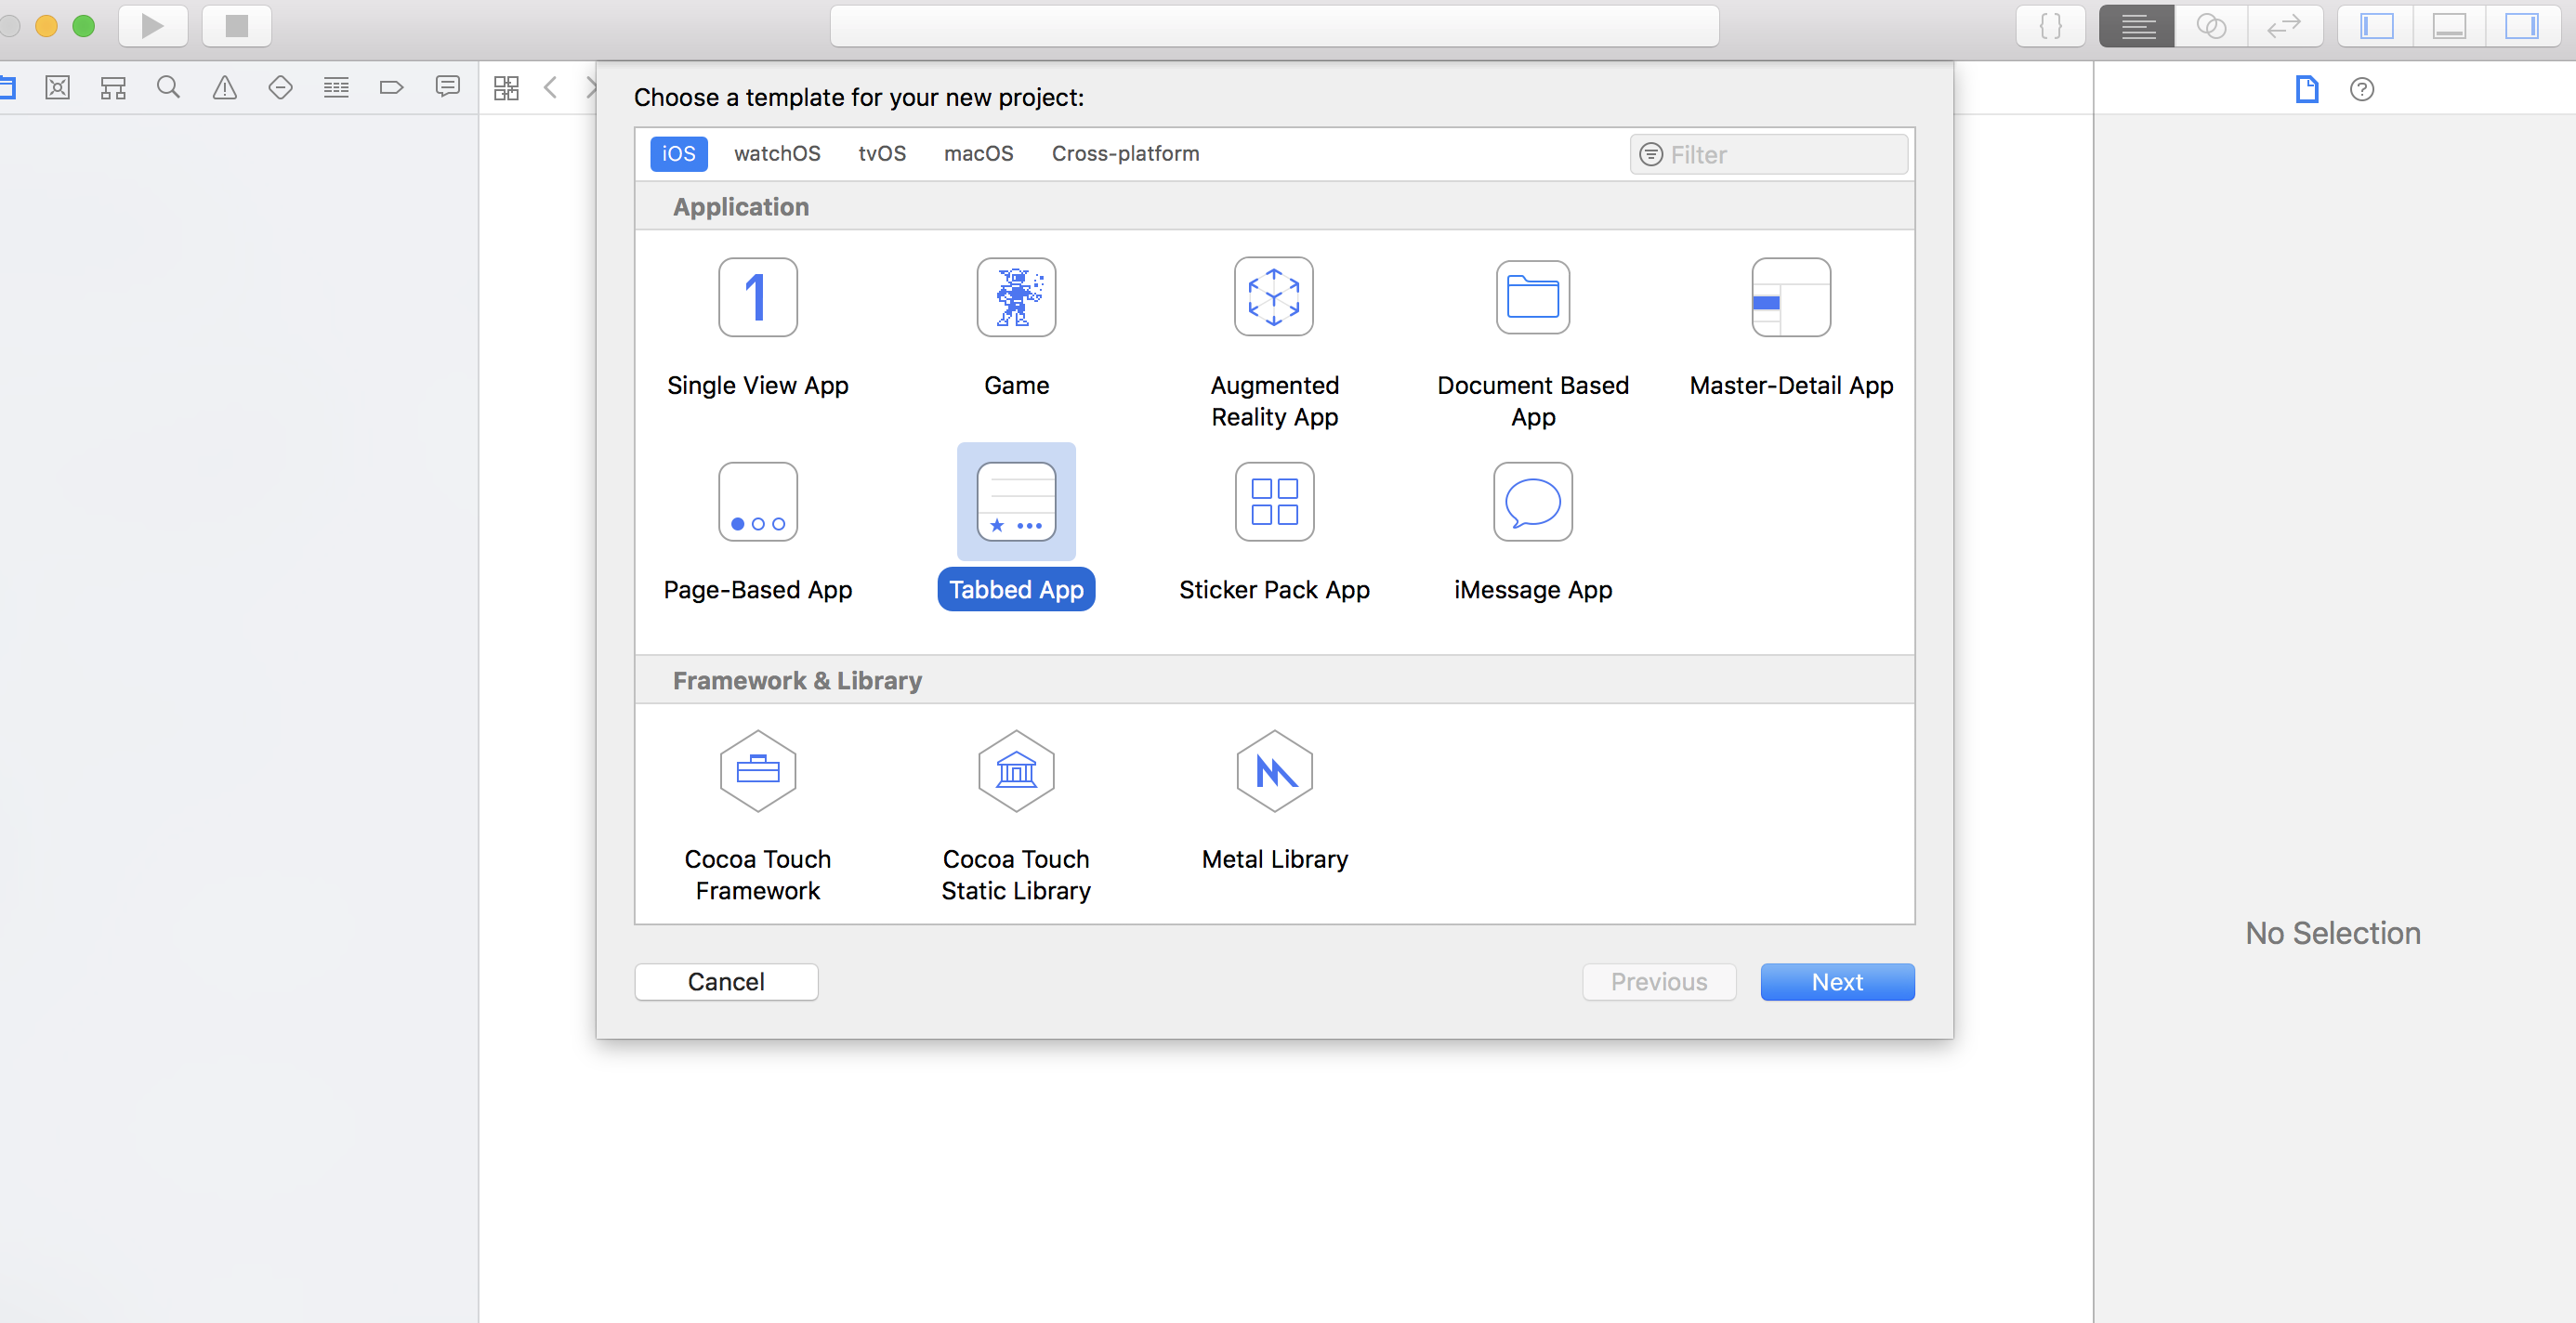 Choose a template for your new project:
iOS watchOS tvOS macOS Cross-platform Filter
Application
1
Single View App Game Augmented Reality App Document Based App Master-Detail App
Page-Based App Tabbed App Sticker Pack App iMessage App
Framework & Library
Cocoa Touch Framework Cocoa Touch Static Library Metal Library
No Selection
Cancel Previous Next